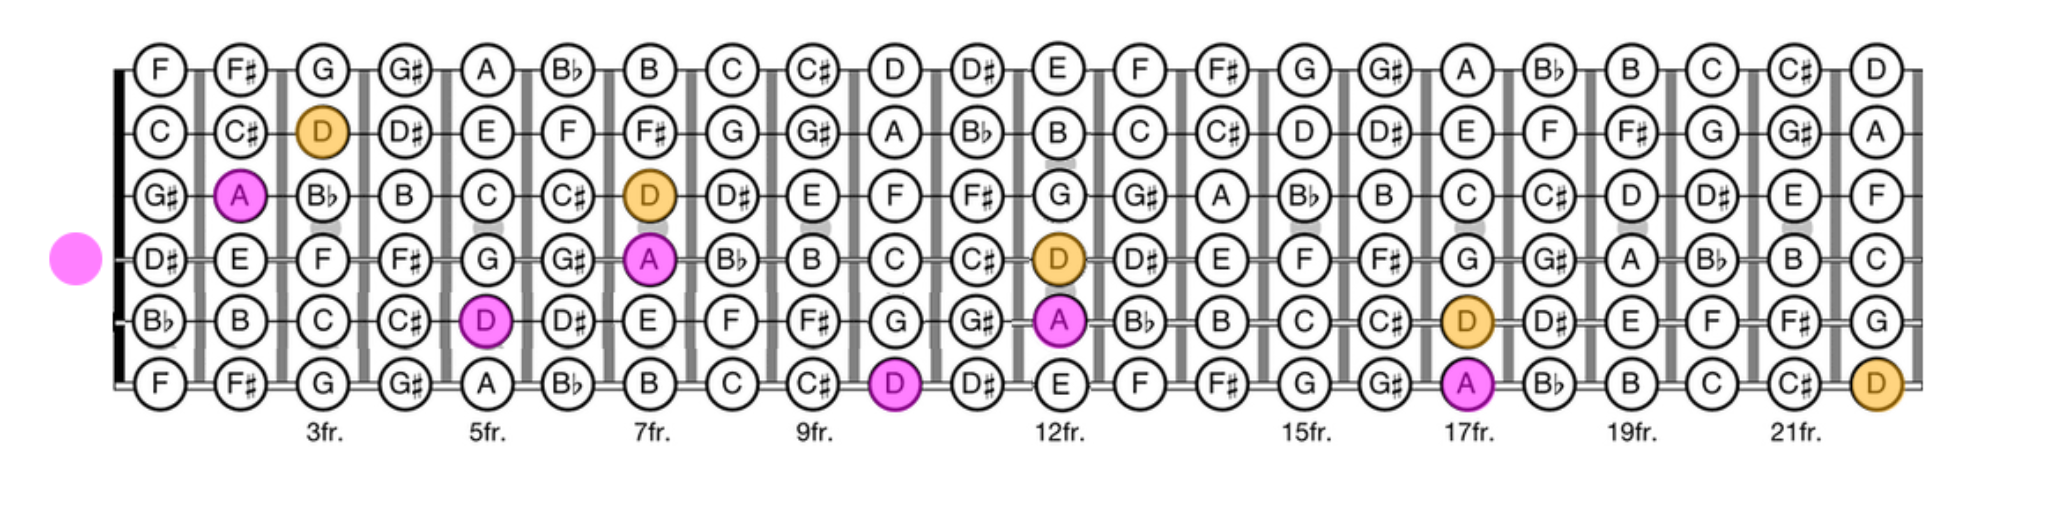 F F♯ G G♯ A B♭ B C C♯ D D♯ E F F♯ G G♯ A B♭ B C C♯ D
C C♯ D D♯ E F F♯ G G♯ A B♭ B C C♯ D D♯ E F F♯ G G♯ A
G♯ A B♭ B C C♯ D D♯ E F F♯ G G♯ A B♭ B C C♯ D D♯ E F
D♯ E F F♯ G G♯ A B♭ B C C♯ D D♯ E F F♯ G G♯ A B♭ B C
B♭ B C C♯ D D♯ E F F♯ G G♯ A B♭ B C C♯ D D♯ E F F♯ G
F F♯ G G♯ A B♭ B C C♯ D D♯ E F F♯ G G♯ A B♭ B C C♯ D
3fr. 5fr. 7fr. 9fr. 12fr. 15fr. 17fr. 19fr. 21fr.